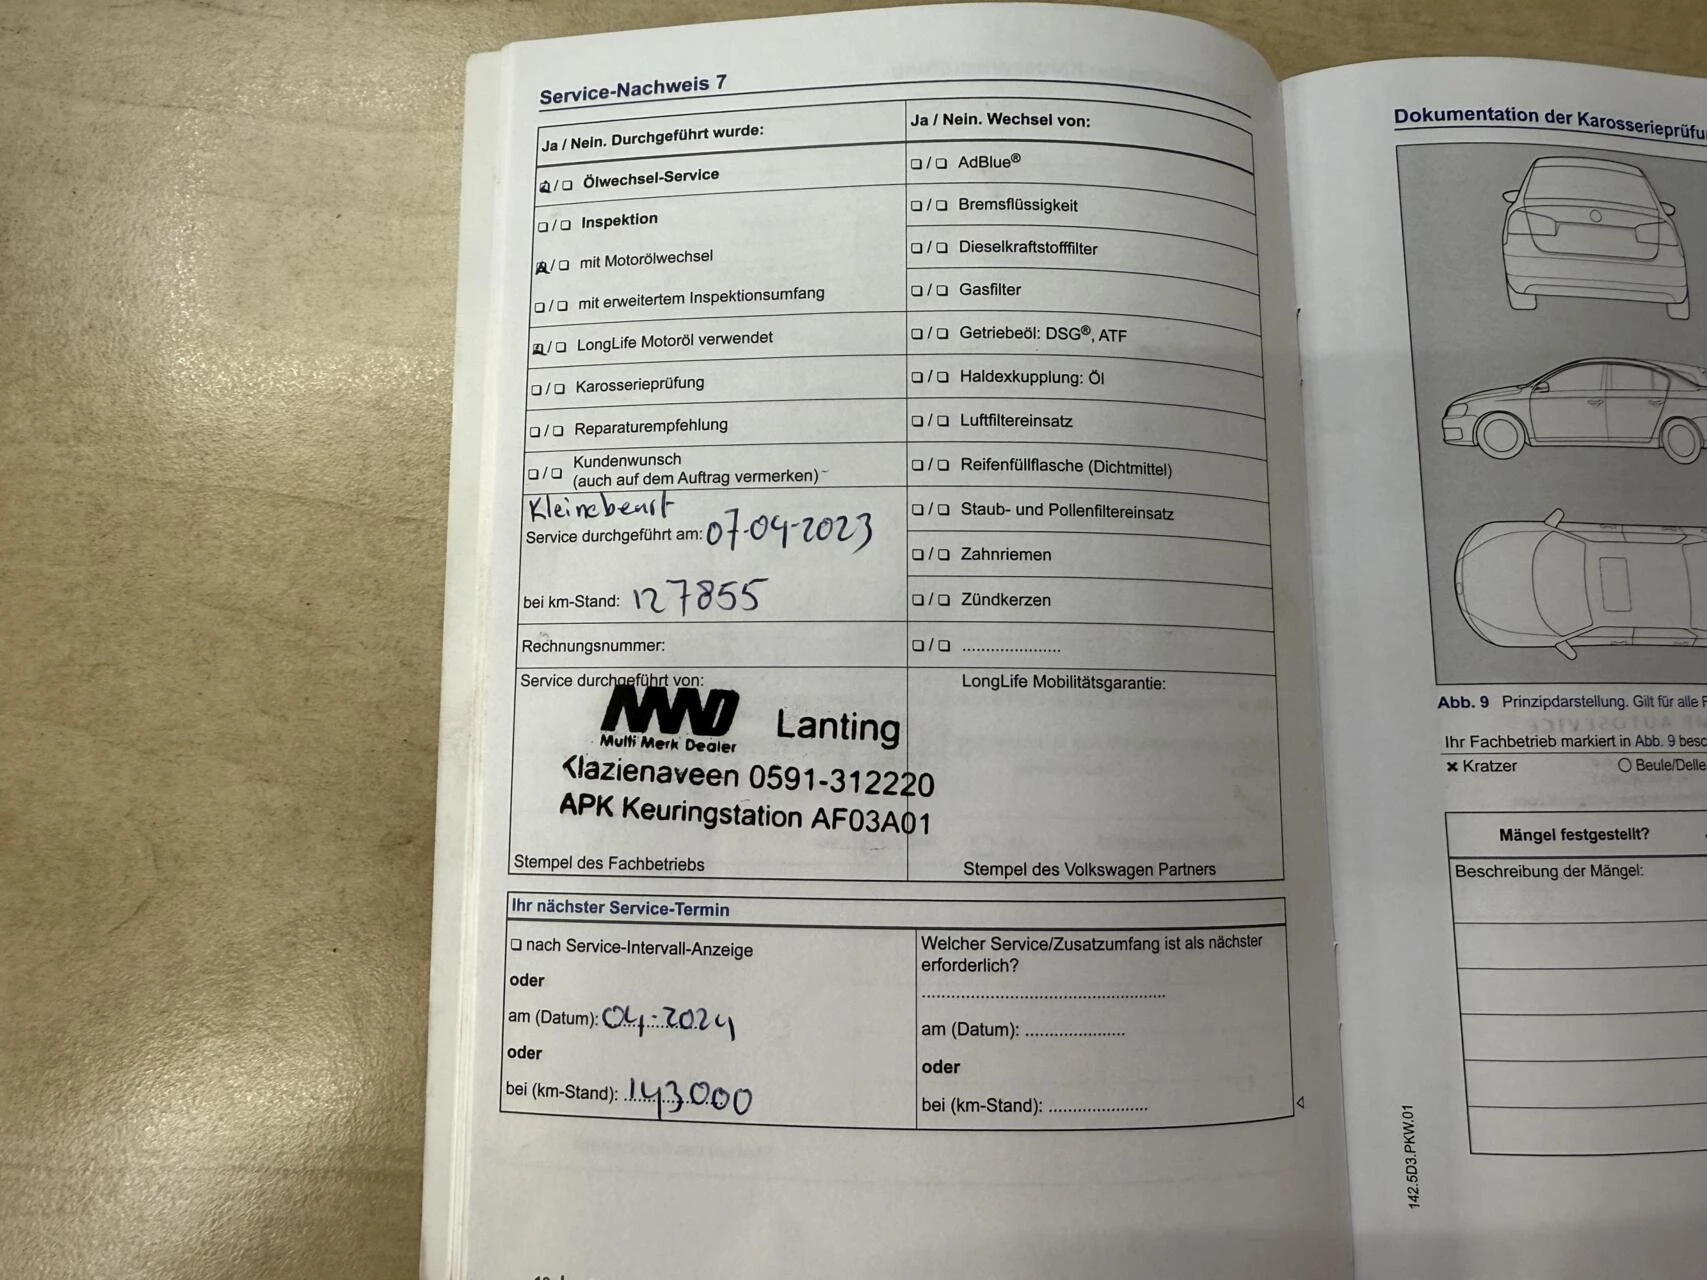 Service-Nachweis 7
Ja / Nein. Durchgeführt wurde:
❏ / ❏ Ölwechsel-Service
❏ / ❏ Inspektion
❏ / ❏ mit Motorölwechsel
❏ / ❏ mit erweitertem Inspektionsumfang
❏ / ❏ LongLife Motoröl verwendet
❏ / ❏ Karosserieprüfung
❏ / ❏ Reparaturempfehlung
❏ / ❏ Kundenwunsch
(auch auf dem Auftrag vermerken)
Service durchgeführt am: 07-04-2023
bei km-Stand: 127855
Rechnungsnummer:
Service durchgeführt von:
MMD Lanting
Multi Merk Dealer
Klazienaveen 0591-312220
APK Keuringstation AF03A01
Stempel des Fachbetriebs
Ja / Nein. Wechsel von:
❏ / ❏ AdBlue®
❏ / ❏ Bremsflüssigkeit
❏ / ❏ Dieselkraftstofffilter
❏ / ❏ Gasfilter
❏ / ❏ Getriebeöl: DSG®, ATF
❏ / ❏ Haldexkupplung: Öl
❏ / ❏ Luftfiltereinsatz
❏ / ❏ Reifenfüllflasche (Dichtmittel)
❏ / ❏ Staub- und Pollenfiltereinsatz
❏ / ❏ Zahnriemen
❏ / ❏ Zündkerzen
❏ / ❏ .....................
LongLife Mobilitätsgarantie:
Stempel des Volkswagen Partners
Ihr nächster Service-Termin
❏ nach Service-Intervall-Anzeige
oder
am (Datum): 04-2024
oder
bei (km-Stand): 143000
Welcher Service/Zusatzumfang ist als nächster
erforderlich?
am (Datum): .....................
oder
bei (km-Stand): .....................
Dokumentation der Karosserieprüfu
Abb. 9 Prinzipdarstellung. Gilt für alle F
Ihr Fachbetrieb markiert in Abb. 9 besc
✖ Kratzer ○ Beule/Delle
Mängel festgestellt?
Beschreibung der Mängel:
142.5D3.PKW.01